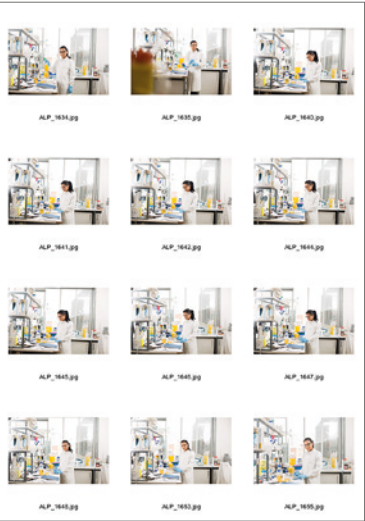 ALP_1634.jpg
ALP_1635.jpg
ALP_1640.jpg
ALP_1641.jpg
ALP_1642.jpg
ALP_1644.jpg
ALP_1645.jpg
ALP_1646.jpg
ALP_1647.jpg
ALP_1648.jpg
ALP_1653.jpg
ALP_1655.jpg